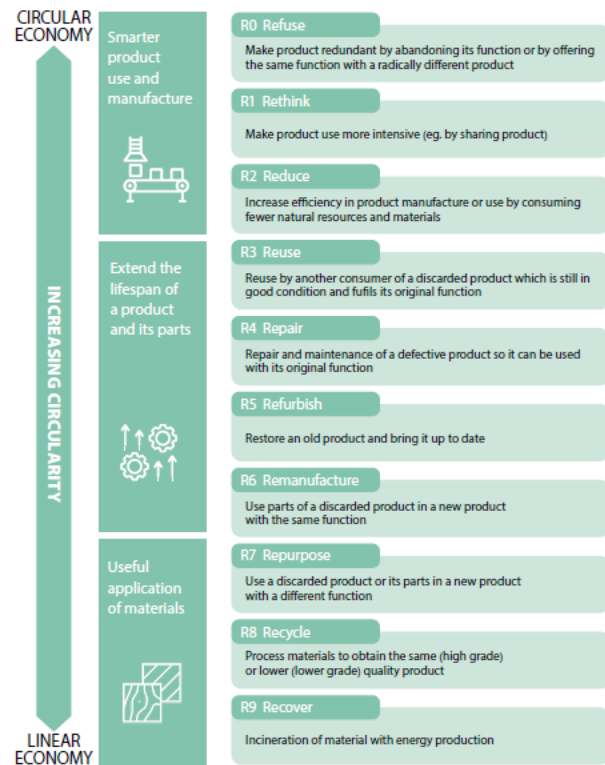 CIRCULAR
ECONOMY
INCREASING CIRCULARITY
LINEAR
ECONOMY
Smarter
product
use and
manufacture
R0 Refuse
Make product redundant by abandoning its function or by offering
the same function with a radically different product
R1 Rethink
Make product use more intensive (eg. by sharing product)
R2 Reduce
Increase efficiency in product manufacture or use by consuming
fewer natural resources and materials
Extend the
lifespan of
a product
and its parts
R3 Reuse
Reuse by another consumer of a discarded product which is still in
good condition and fufils its original function
R4 Repair
Repair and maintenance of a defective product so it can be used
with its original function
R5 Refurbish
Restore an old product and bring it up to date
R6 Remanufacture
Use parts of a discarded product in a new product
with the same function
Useful
application
of materials
R7 Repurpose
Use a discarded product or its parts in a new product
with a different function
R8 Recycle
Process materials to obtain the same (high grade)
or lower (lower grade) quality product
R9 Recover
Incineration of material with energy production